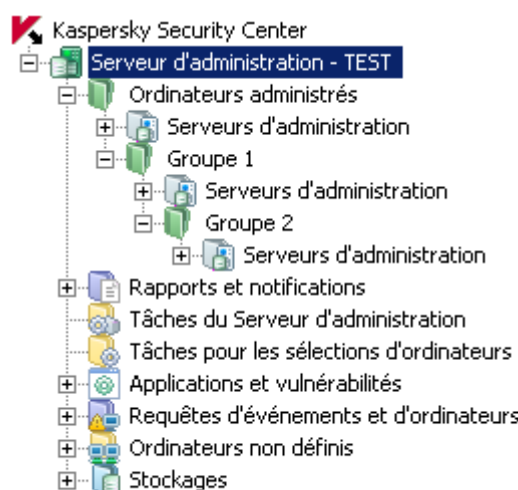 Kaspersky Security Center
Serveur d'administration - TEST
Ordinateurs administrés
Serveurs d'administration
Groupe 1
Serveurs d'administration
Groupe 2
Serveurs d'administration
Rapports et notifications
Tâches du Serveur d'administration
Tâches pour les sélections d'ordinateurs
Applications et vulnérabilités
Requêtes d'événements et d'ordinateurs
Ordinateurs non définis
Stockages